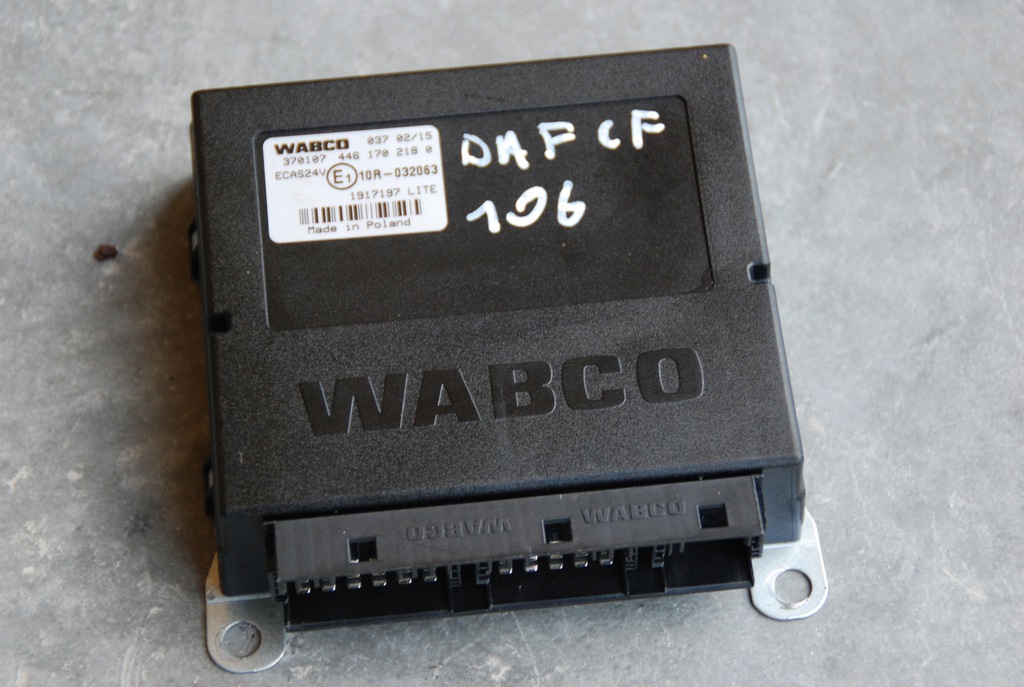 WABCO 037 02/15
370107 446 170 218 0
ECAS24V E1 10R-032063
1917197 LITE
Made in Poland
DAF CF
106
WABCO
WABCO WABCO